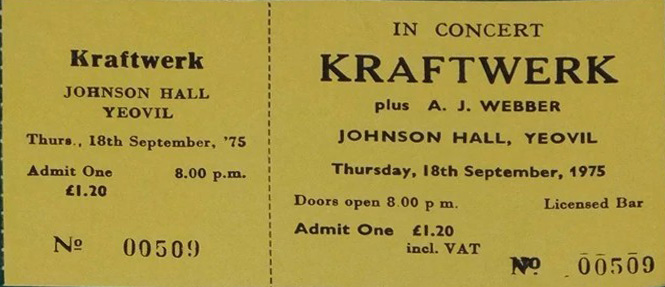 Kraftwerk
JOHNSON HALL
YEOVIL
Thurs., 18th September, '75
Admit One 8.00 p.m.
£1.20
No 00509
IN CONCERT
KRAFTWERK
plus A. J. WEBBER
JOHNSON HALL, YEOVIL
Thursday, 18th September, 1975
Doors open 8.00 p m. Licensed Bar
Admit One £1.20
incl. VAT
No 00509